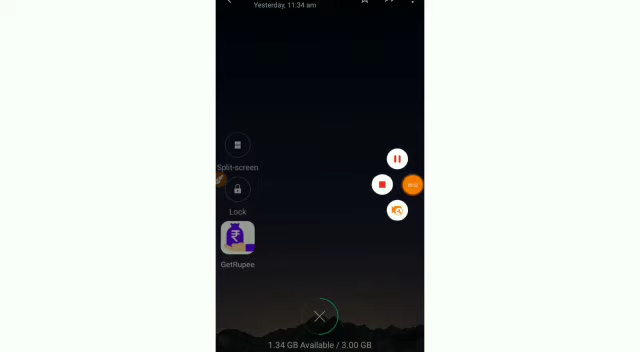 Yesterday, 11:34 am
Split-screen
Lock
GetRupee
1.34 GB Available / 3.00 GB